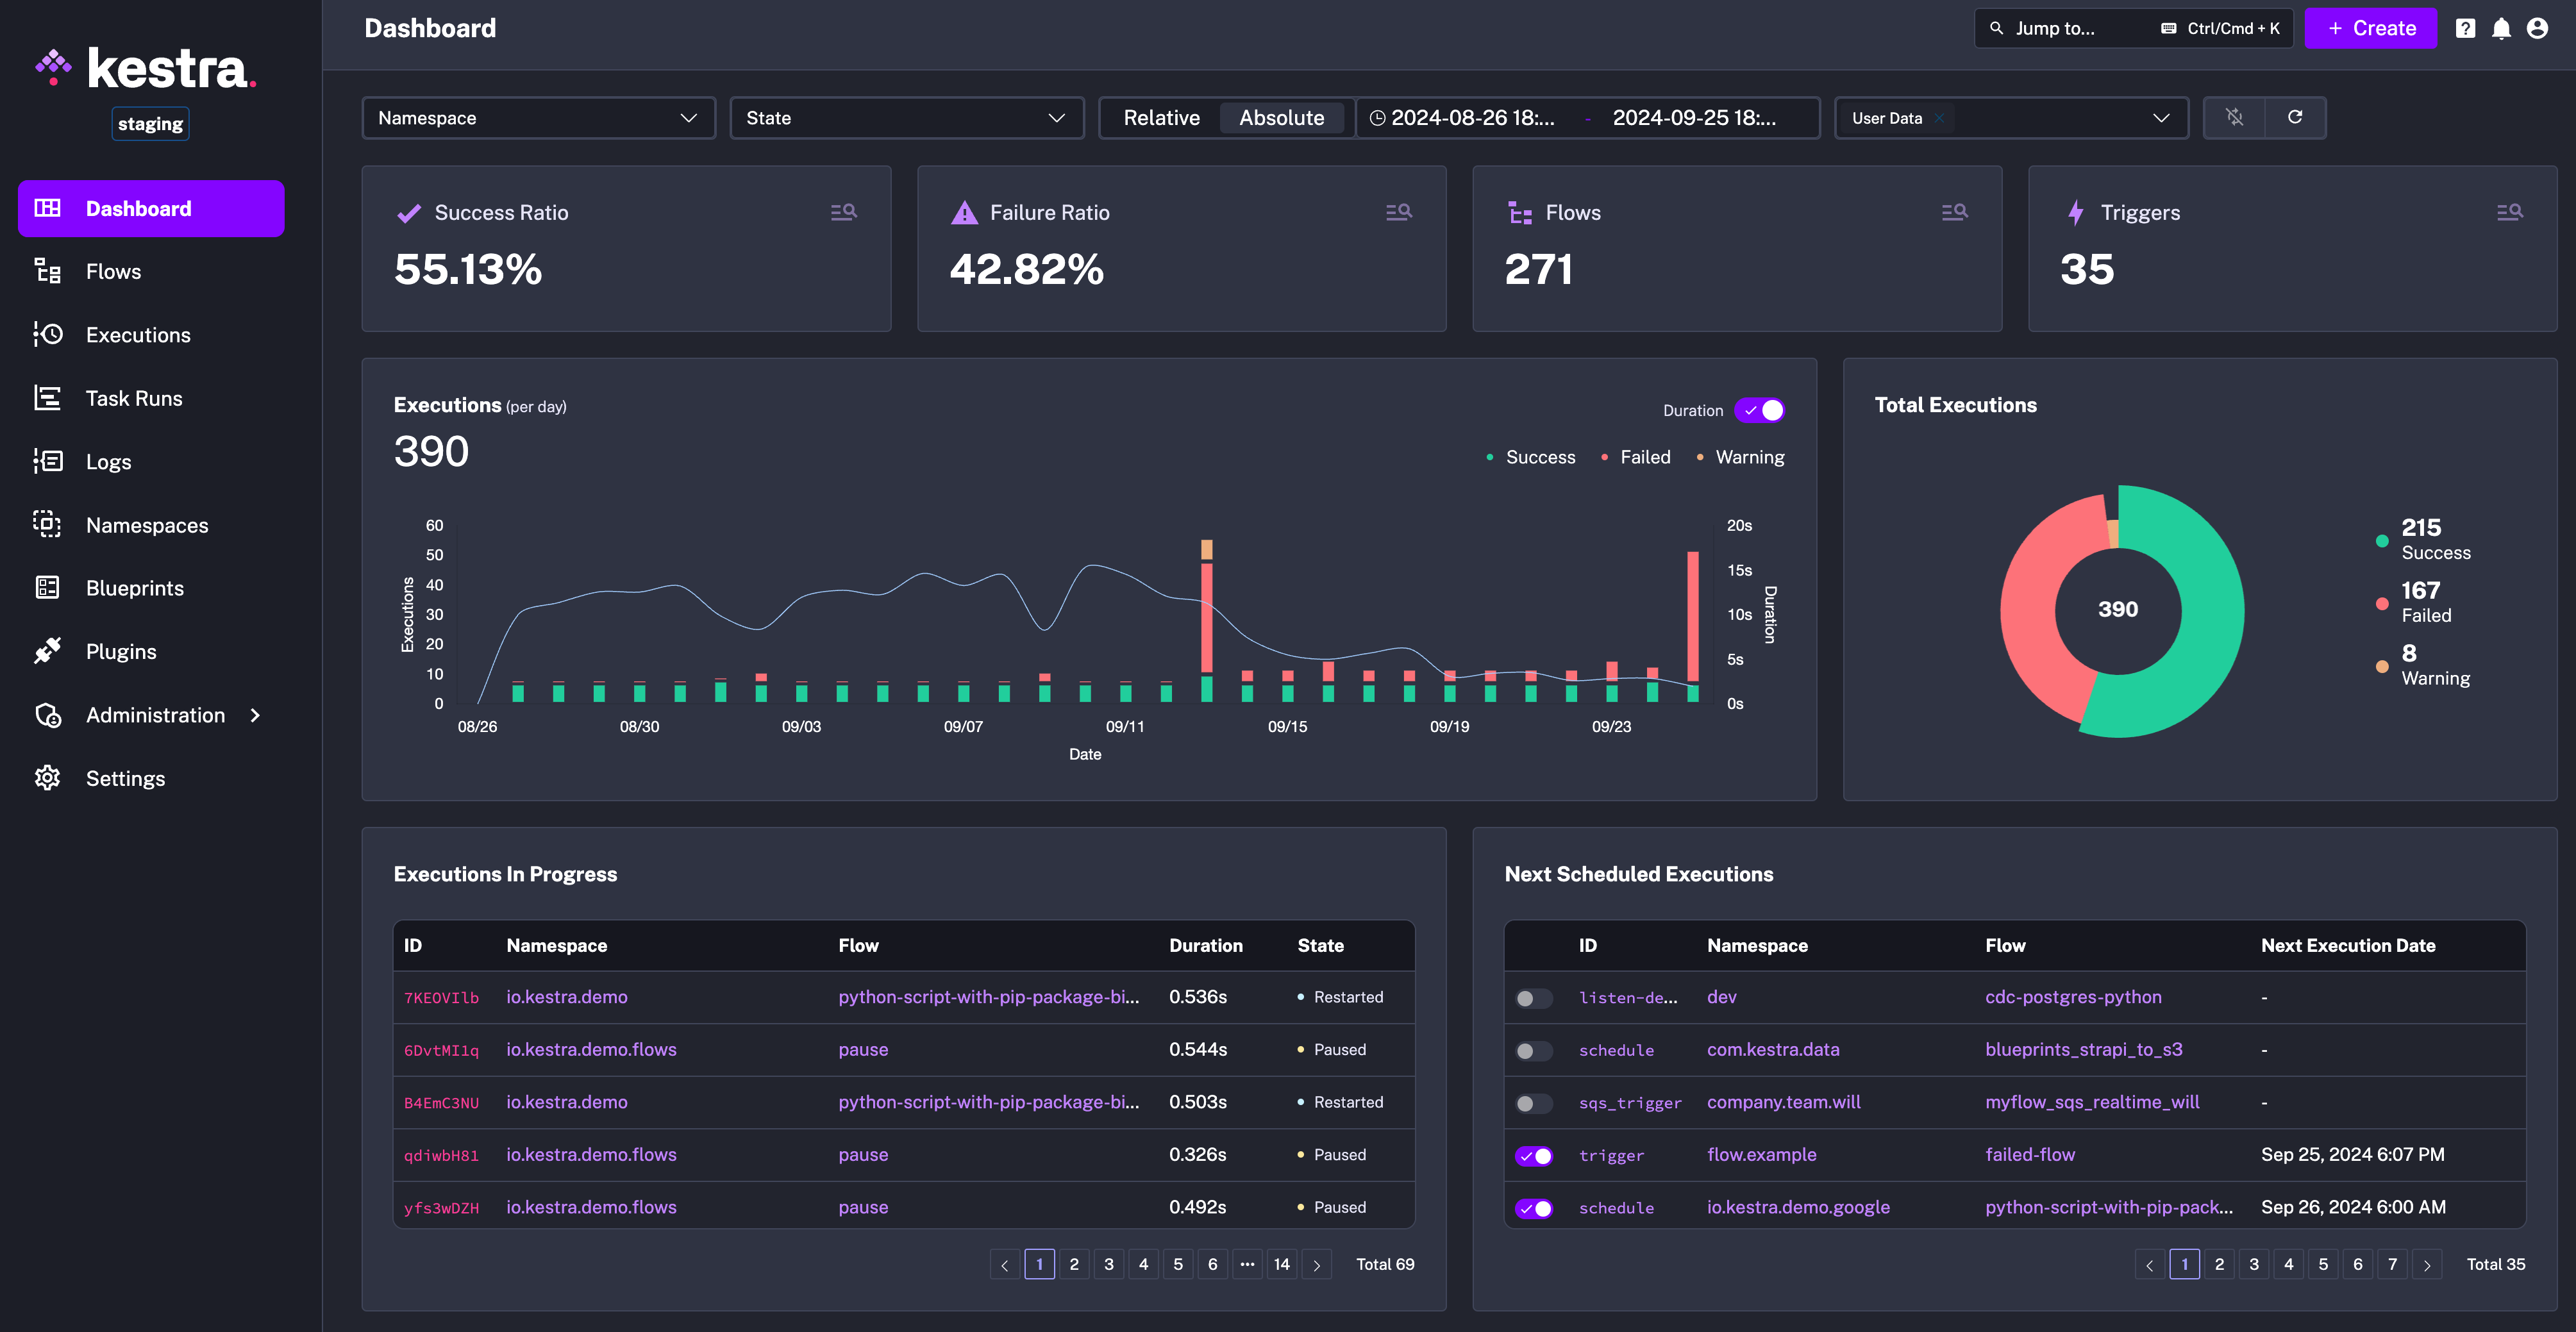 kestra.
staging
Dashboard
Flows
Executions
Task Runs
Logs
Namespaces
Blueprints
Plugins
Administration
Settings
Dashboard
Jump to... Ctrl/Cmd + K
+ Create
Namespace
State
Relative Absolute
2024-08-26 18:... - 2024-09-25 18:...
User Data
Success Ratio
55.13%
Failure Ratio
42.82%
Flows
271
Triggers
35
Executions (per day)
390
Duration
Success Failed Warning
60
50
40
30
20
10
0
Executions
20s
15s
10s
5s
0s
Duration
08/26 08/30 09/03 09/07 09/11 09/15 09/19 09/23
Date
Total Executions
390
215
Success
167
Failed
8
Warning
Executions In Progress
ID Namespace Flow Duration State
7KEOVIlb io.kestra.demo python-script-with-pip-package-bi... 0.536s Restarted
6DvtMI1q io.kestra.demo.flows pause 0.544s Paused
B4EmC3NU io.kestra.demo python-script-with-pip-package-bi... 0.503s Restarted
qdiwbH81 io.kestra.demo.flows pause 0.326s Paused
yfs3wDZH io.kestra.demo.flows pause 0.492s Paused
1 2 3 4 5 6 ••• 14 Total 69
Next Scheduled Executions
ID Namespace Flow Next Execution Date
listen-de... dev cdc-postgres-python -
schedule com.kestra.data blueprints_strapi_to_s3 -
sqs_trigger company.team.will myflow_sqs_realtime_will -
trigger flow.example failed-flow Sep 25, 2024 6:07 PM
schedule io.kestra.demo.google python-script-with-pip-pack... Sep 26, 2024 6:00 AM
1 2 3 4 5 6 7 Total 35